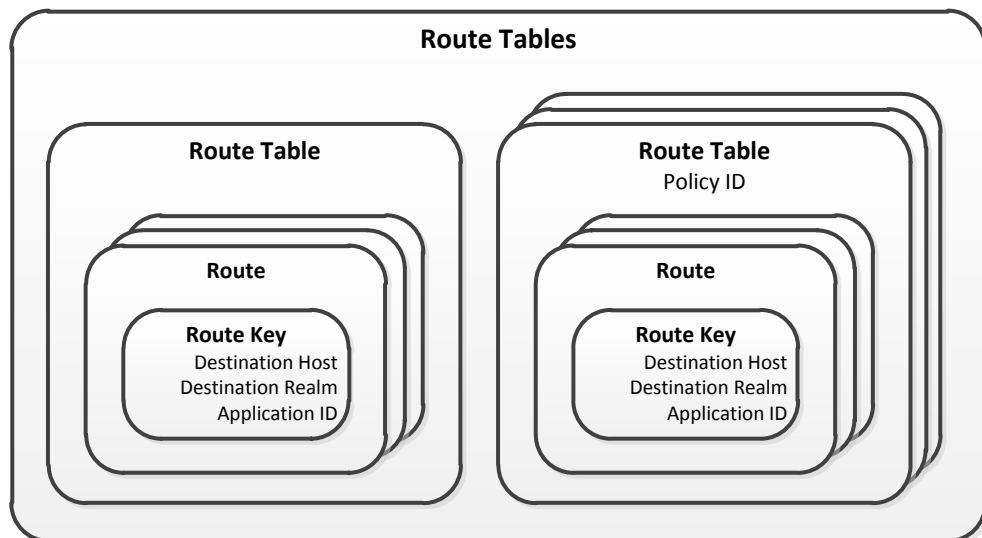 Route Tables
Route Table
Route
Route Key
Destination Host
Destination Realm
Application ID
Route Table
Policy ID
Route
Route Key
Destination Host
Destination Realm
Application ID